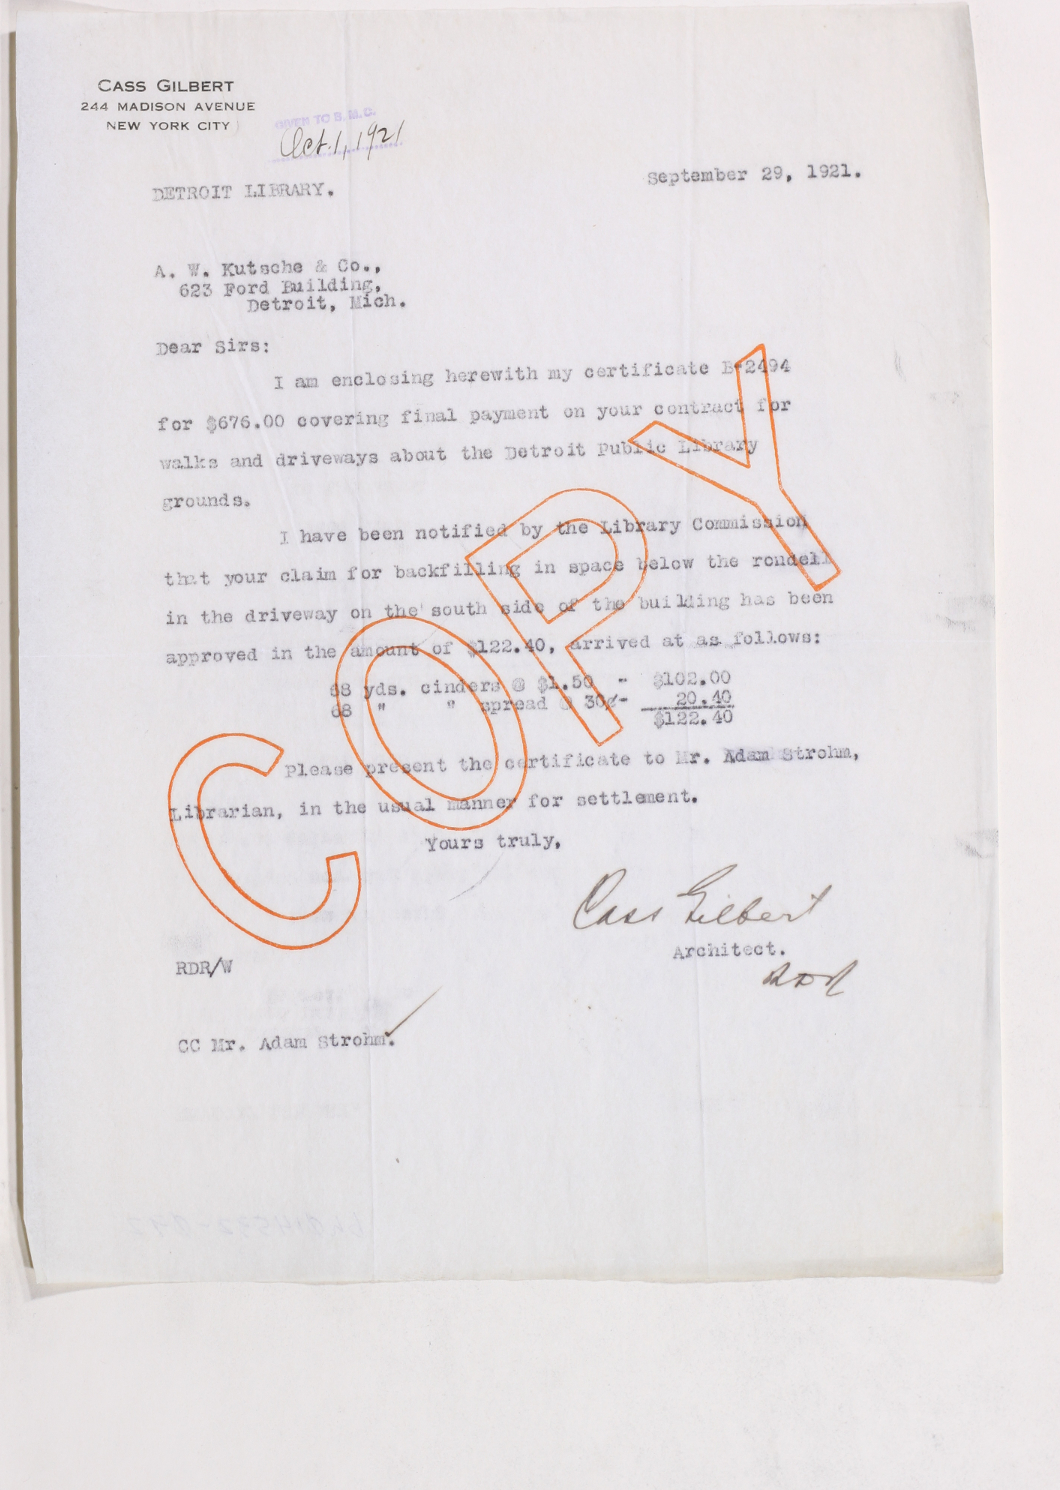 CASS GILBERT
244 MADISON AVENUE
NEW YORK CITY
GIVEN TO B.M.C.
Oct. 1, 1921
September 29, 1921.
DETROIT LIBRARY.
A. W. Kutsche & Co.,
623 Ford Building,
Detroit, Mich.
Dear Sirs:
I am enclosing herewith my certificate B-2494
for $676.00 covering final payment on your contract for
walks and driveways about the Detroit Public Library
grounds.
I have been notified by the Library Commission
that your claim for backfilling in space below the rondell
in the driveway on the south side of the building has been
approved in the amount of $122.40, arrived at as follows:
68 yds. cinders @ $1.50 - $102.00
68 " " spread @ 30¢- 20.40
$122.40
Please present the certificate to Mr. Adam Strohm,
Librarian, in the usual manner for settlement.
Yours truly,
Cass Gilbert
Architect.
RDR
RDR/W
CC Mr. Adam Strohm.
COPY